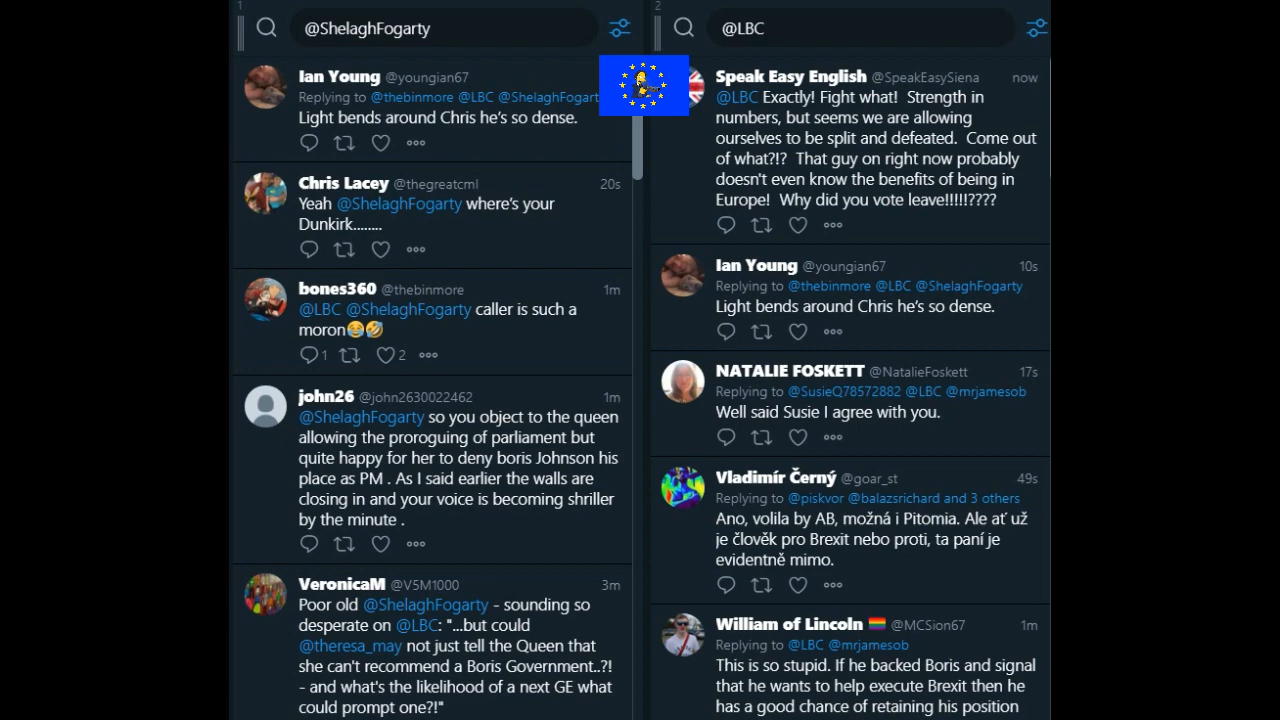 1
@ShelaghFogarty
Ian Young @youngian67
Replying to @thebinmore @LBC @ShelaghFogart
Light bends around Chris he's so dense.
Chris Lacey @thegreatcml 20s
Yeah @ShelaghFogarty where's your
Dunkirk........
bones360 @thebinmore 1m
@LBC @ShelaghFogarty caller is such a
moron😂🤣
1 2
john26 @john2630022462 1m
@ShelaghFogarty so you object to the queen
allowing the proroguing of parliament but
quite happy for her to deny boris Johnson his
place as PM . As I said earlier the walls are
closing in and your voice is becoming shriller
by the minute .
VeronicaM @V5M1000 3m
Poor old @ShelaghFogarty - sounding so
desperate on @LBC: "...but could
@theresa_may not just tell the Queen that
she can't recommend a Boris Government..?!
- and what's the likelihood of a next GE what
could prompt one?!"
2
@LBC
Speak Easy English @SpeakEasySiena now
@LBC Exactly! Fight what! Strength in
numbers, but seems we are allowing
ourselves to be split and defeated. Come out
of what?!? That guy on right now probably
doesn't even know the benefits of being in
Europe! Why did you vote leave!!!!!????
Ian Young @youngian67 10s
Replying to @thebinmore @LBC @ShelaghFogarty
Light bends around Chris he's so dense.
NATALIE FOSKETT @NatalieFoskett 17s
Replying to @SusieQ78572882 @LBC @mrjamesob
Well said Susie I agree with you.
Vladimír Černý @goar_st 49s
Replying to @piskvor @balazsrichard and 3 others
Ano, volila by AB, možná i Pitomia. Ale ať už
je člověk pro Brexit nebo proti, ta paní je
evidentně mimo.
William of Lincoln 🏳️‍🌈 @MCSion67 1m
Replying to @LBC @mrjamesob
This is so stupid. If he backed Boris and signal
that he wants to help execute Brexit then he
has a good chance of retaining his position